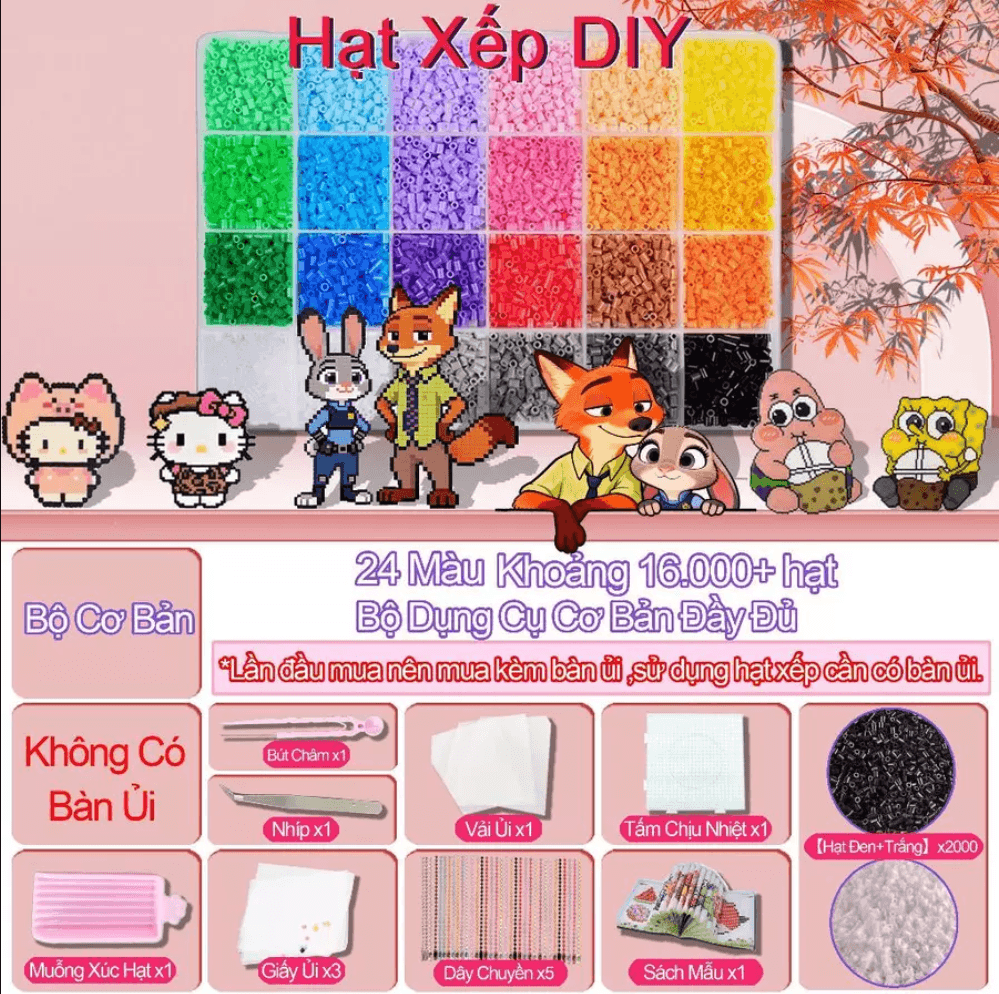 Hạt Xếp DIY
24 Màu Khoảng 16.000+ hạt
Bộ Cơ Bản
Bộ Dụng Cụ Cơ Bản Đầy Đủ
*Lần đầu mua nên mua kèm bàn ủi ,sử dụng hạt xếp cần có bàn ủi.
Không Có
Bàn Ủi
Bút Châm x1
Nhíp x1
Vải Ủi x1
Tấm Chịu Nhiệt x1
【Hạt Đen+Trắng】x2000
Muỗng Xúc Hạt x1
Giấy Ủi x3
Dây Chuyền x5
Sách Mẫu x1